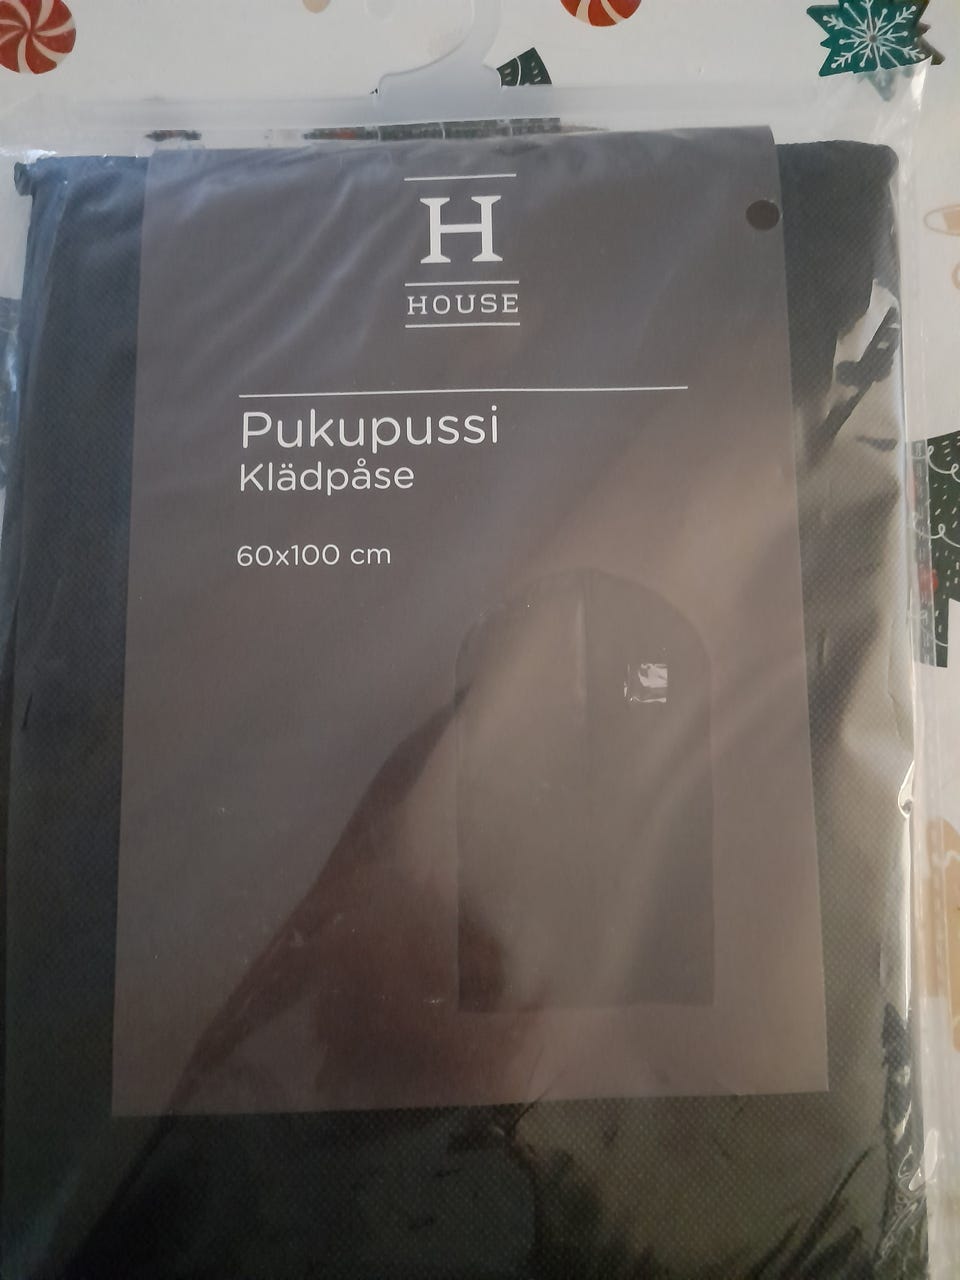 H
HOUSE
Pukupussi
Klädpåse
60x100 cm